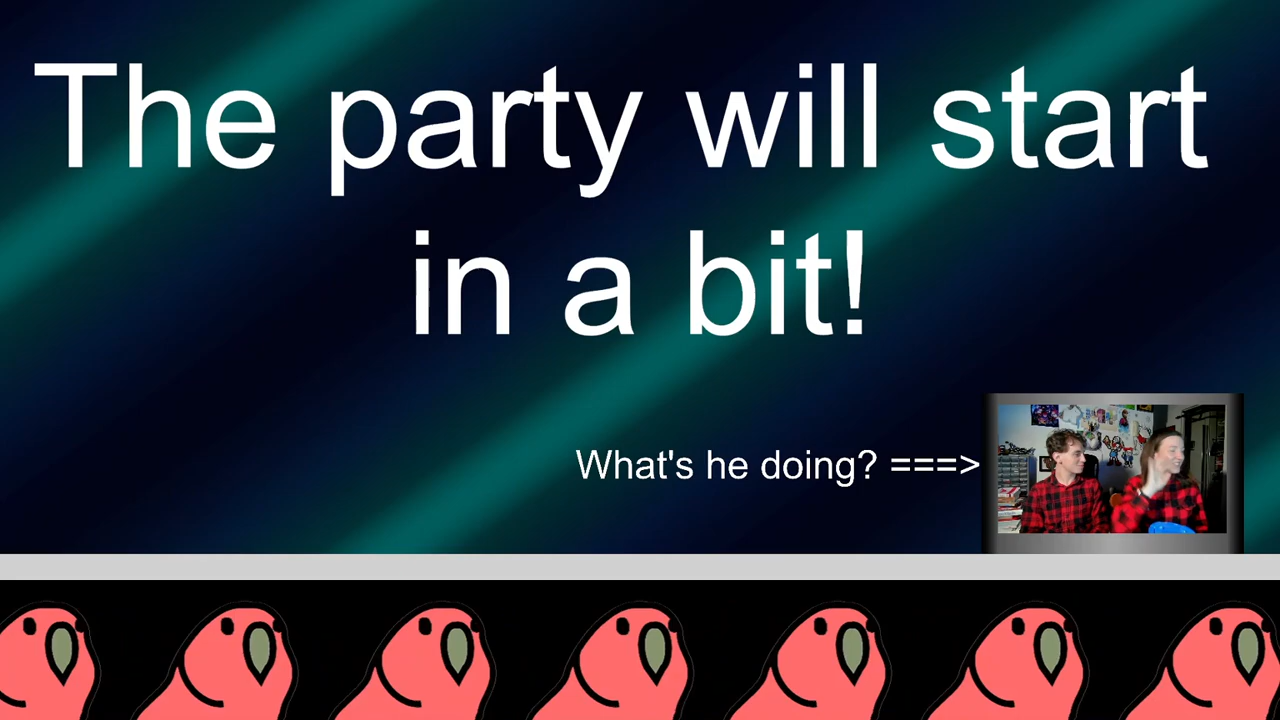 The party will start
in a bit!
What's he doing? ===>